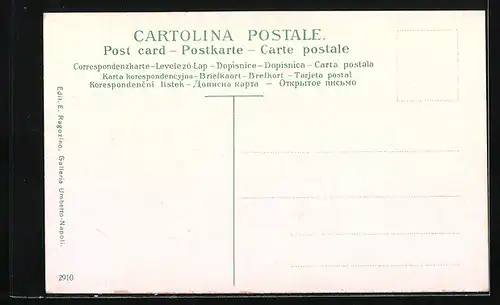 CARTOLINA POSTALE.
Post card – Postkarte – Carte postale
Correspondenzkarte – Levelező-Lap – Dopisnice – Dopisnica – Carta postala
Karta korespondencyjna – Briefkaart – Brefkort – Tarjeta postal
Korespondenční lístek – Дописна карта — Открытое письмо
Edit. E. Ragozino, Galleria Umberto-Napoli.
2910